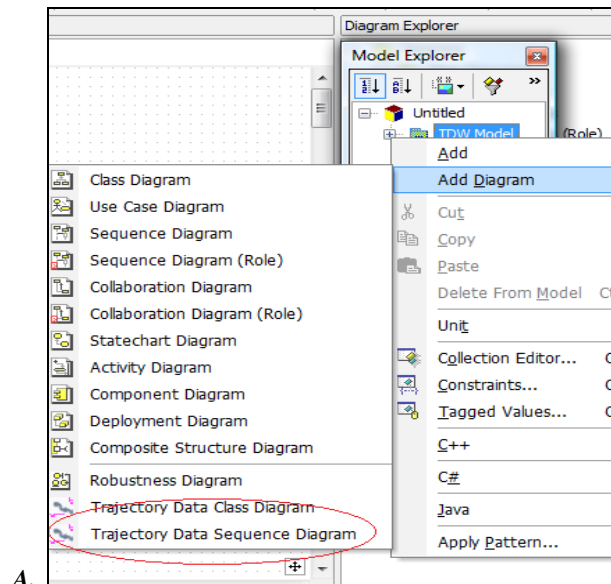 Diagram Explorer
Model Explorer
Untitled
TDW Model
(Role)
Add
Add Diagram
Cut
Copy
Paste
Delete From Model
Unit
Collection Editor...
Constraints...
Tagged Values...
C++
C#
Java
Apply Pattern...
Class Diagram
Use Case Diagram
Sequence Diagram
Sequence Diagram (Role)
Collaboration Diagram
Collaboration Diagram (Role)
Statechart Diagram
Activity Diagram
Component Diagram
Deployment Diagram
Composite Structure Diagram
Robustness Diagram
Trajectory Data Class Diagram
Trajectory Data Sequence Diagram
A.